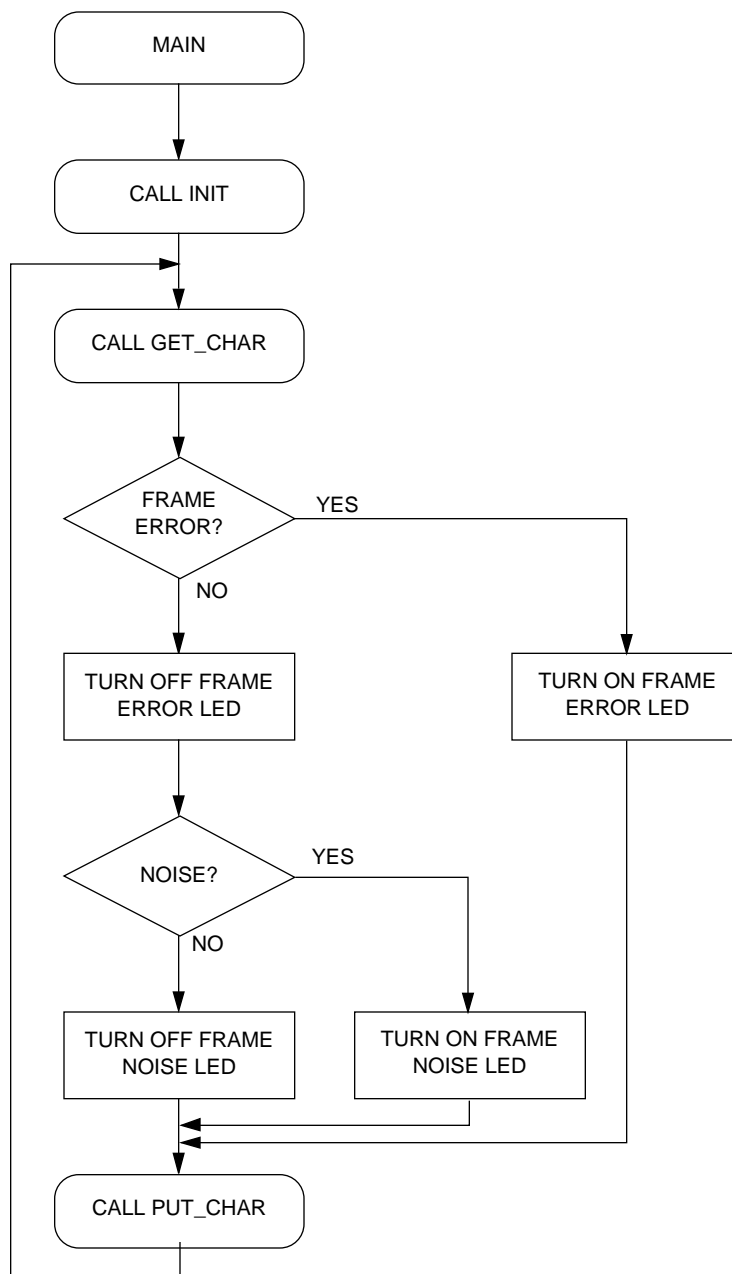 MAIN
CALL INIT
CALL GET_CHAR
FRAME
ERROR?
YES
NO
TURN OFF FRAME
ERROR LED
TURN ON FRAME
ERROR LED
NOISE?
YES
NO
TURN OFF FRAME
NOISE LED
TURN ON FRAME
NOISE LED
CALL PUT_CHAR